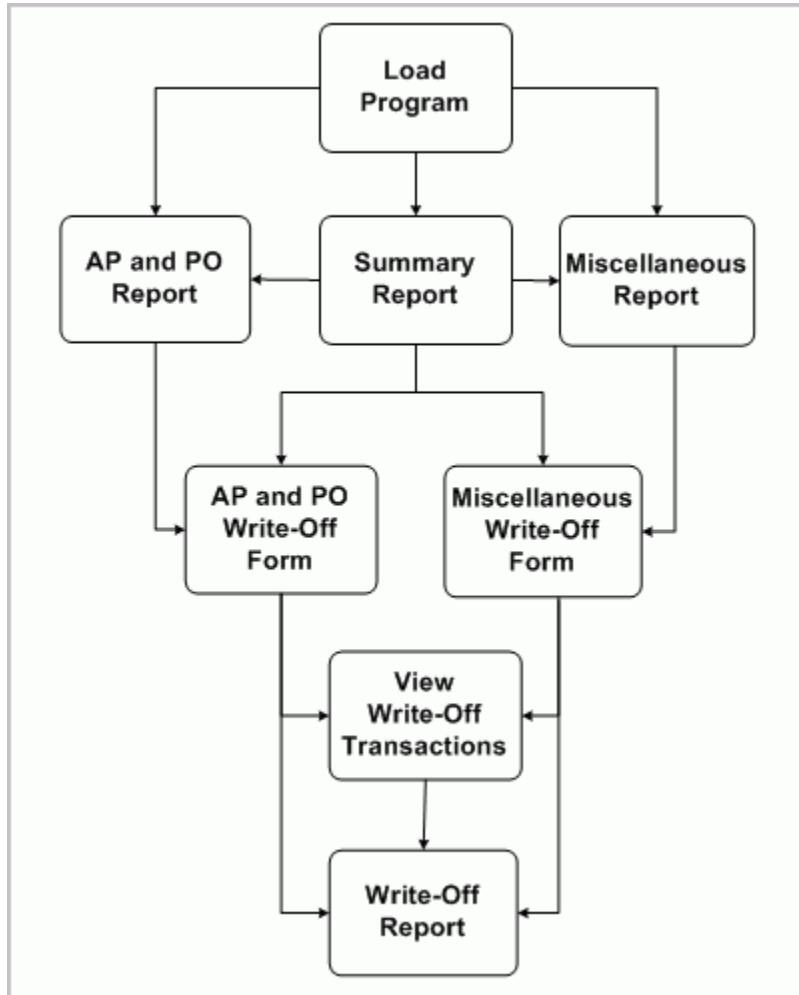 Load
Program
AP and PO
Report
Summary
Report
Miscellaneous
Report
AP and PO
Write-Off
Form
Miscellaneous
Write-Off
Form
View
Write-Off
Transactions
Write-Off
Report